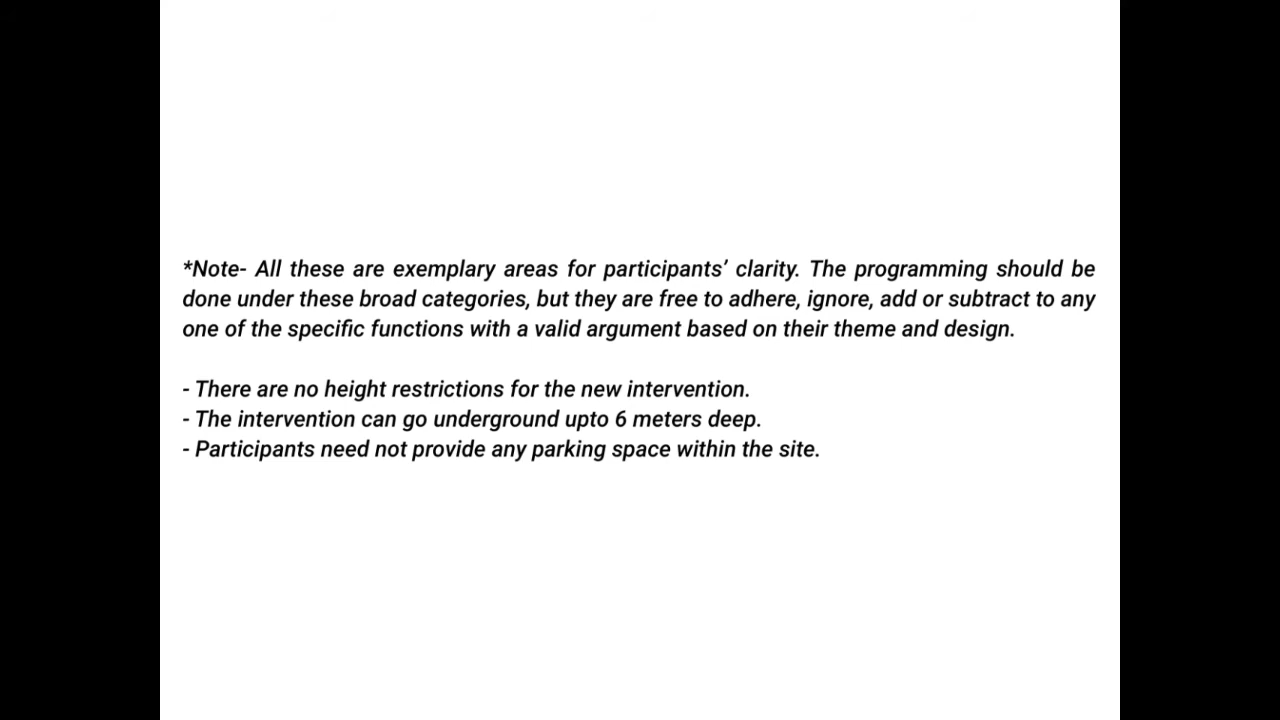 *Note- All these are exemplary areas for participants’ clarity. The programming should be
done under these broad categories, but they are free to adhere, ignore, add or subtract to any
one of the specific functions with a valid argument based on their theme and design.
- There are no height restrictions for the new intervention.
- The intervention can go underground upto 6 meters deep.
- Participants need not provide any parking space within the site.